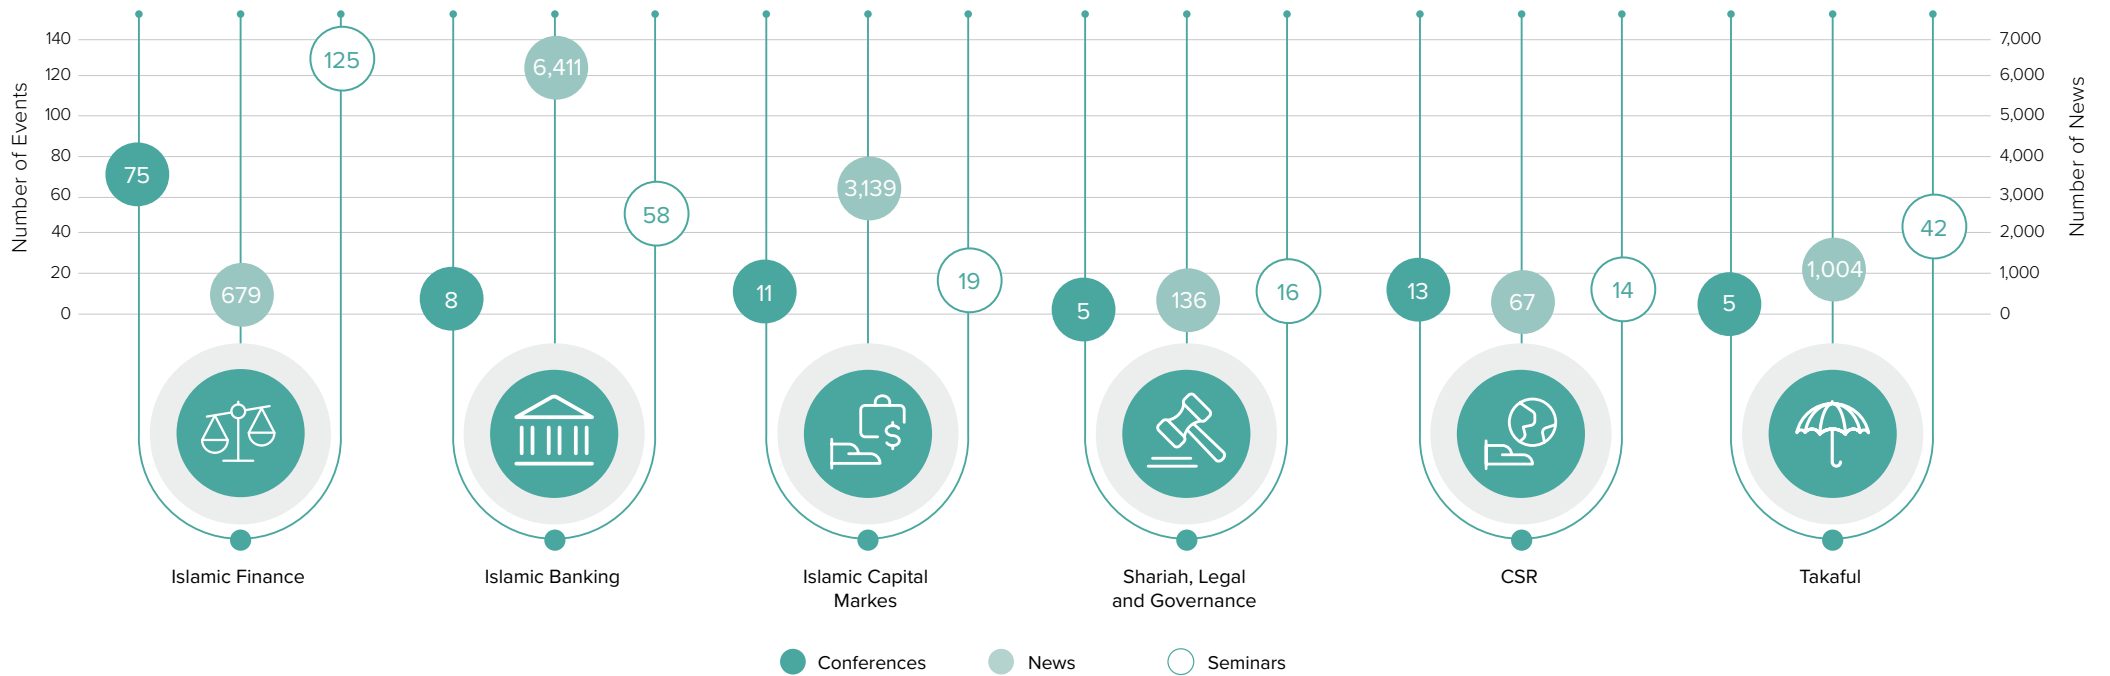 Number of Events
140
120
100
80
60
40
20
0
7,000
6,000
5,000
4,000
3,000
2,000
1,000
0
Number of News
75
679
125
8
6,411
58
11
3,139
19
5
136
16
13
67
14
5
1,004
42
$
Islamic Finance
Islamic Banking
Islamic Capital
Markes
Shariah, Legal
and Governance
CSR
Takaful
Conferences
News
Seminars